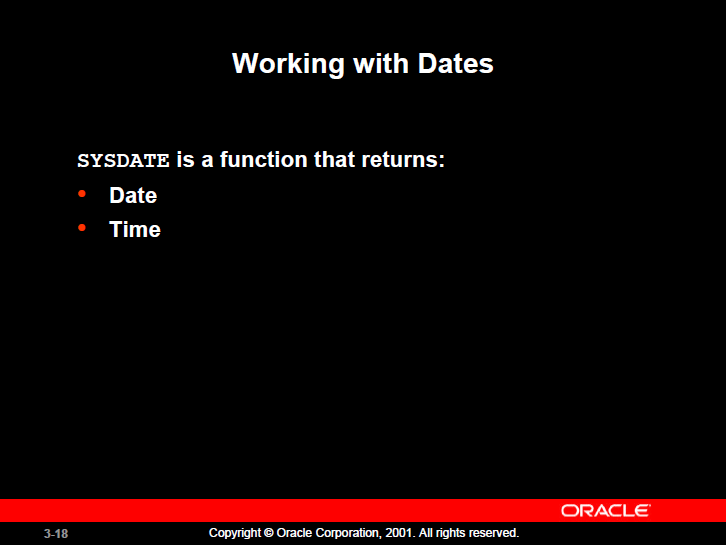 Working with Dates
SYSDATE is a function that returns:
• Date
• Time
ORACLE
3-18
Copyright © Oracle Corporation, 2001. All rights reserved.